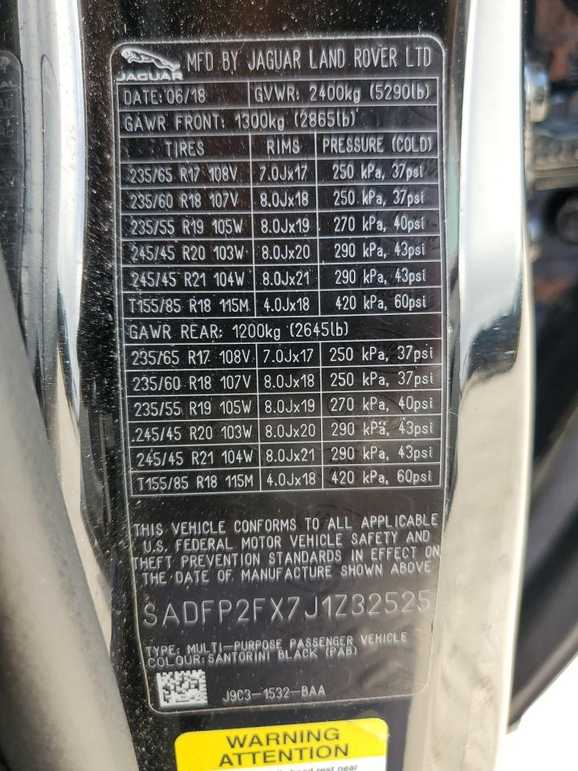 JAGUAR MFD BY JAGUAR LAND ROVER LTD
DATE:06/18 GVWR: 2400kg (5290lb)
GAWR FRONT: 1300kg (2865lb)
TIRES RIMS PRESSURE (COLD)
235/65 R17 108V 7.0Jx17 250 kPa, 37psi
235/60 R18 107V 8.0Jx18 250 kPa, 37psi
235/55 R19 105W 8.0Jx19 270 kPa, 40psi
245/45 R20 103W 8.0Jx20 290 kPa, 43psi
245/45 R21 104W 8.0Jx21 290 kPa, 43psi
T155/85 R18 115M 4.0Jx18 420 kPa, 60psi
GAWR REAR: 1200kg (2645lb)
235/65 R17 108V 7.0Jx17 250 kPa, 37psi
235/60 R18 107V 8.0Jx18 250 kPa, 37psi
235/55 R19 105W 8.0Jx19 270 kPa, 40psi
245/45 R20 103W 8.0Jx20 290 kPa, 43psi
245/45 R21 104W 8.0Jx21 290 kPa, 43psi
T155/85 R18 115M 4.0Jx18 420 kPa, 60psi
THIS VEHICLE CONFORMS TO ALL APPLICABLE
U.S. FEDERAL MOTOR VEHICLE SAFETY AND
THEFT PREVENTION STANDARDS IN EFFECT ON
THE DATE OF MANUFACTURE SHOWN ABOVE
SADFP2FX7J1Z32525
TYPE: MULTI-PURPOSE PASSENGER VEHICLE
COLOUR:SANTORINI BLACK (PAB)
J9C3-1532-BAA
WARNING
ATTENTION
rest near